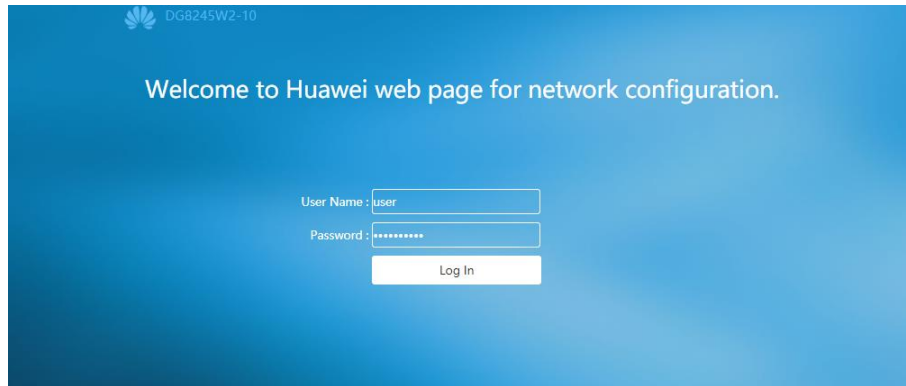 DG8245W2-10
Welcome to Huawei web page for network configuration.
User Name : user
Password : ••••••••••
Log In